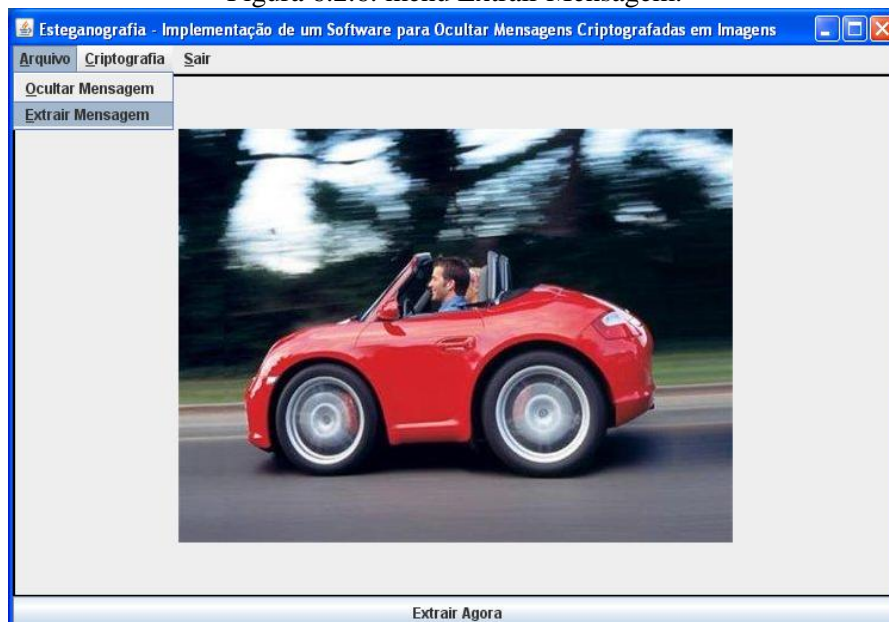 Figura 6.2.6: menu Extrair Mensagem.
Esteganografia - Implementação de um Software para Ocultar Mensagens Criptografadas em Imagens
Arquivo Criptografia Sair
Ocultar Mensagem
Extrair Mensagem
Extrair Agora